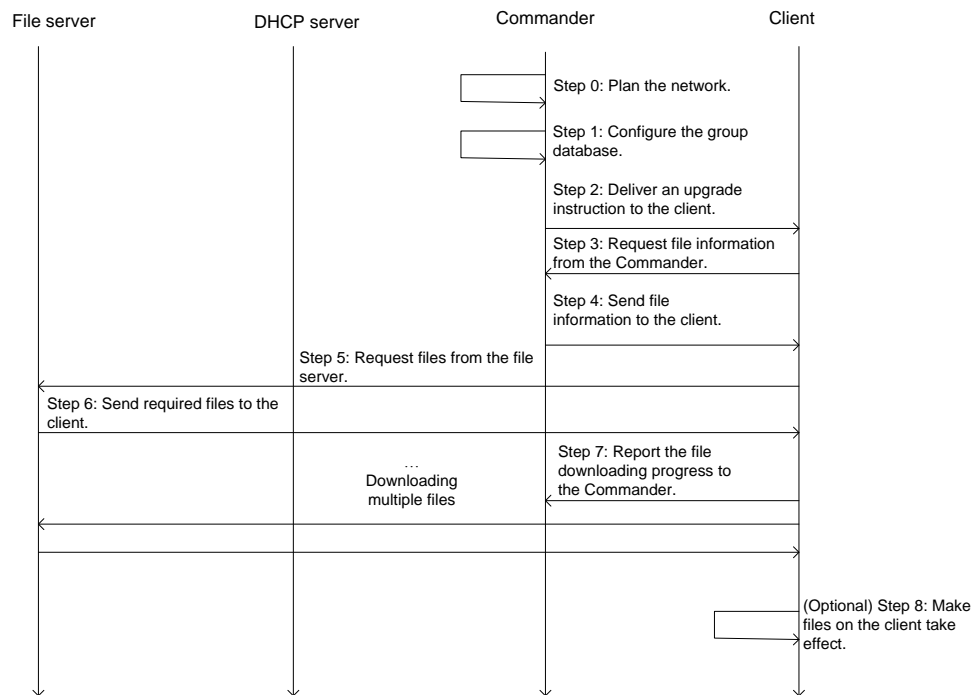 File server
DHCP server
Commander
Client
Step 0: Plan the network.
Step 1: Configure the group
database.
Step 2: Deliver an upgrade
instruction to the client.
Step 3: Request file information
from the Commander.
Step 4: Send file
information to the client.
Step 5: Request files from the file
server.
Step 6: Send required files to the
client.
Step 7: Report the file
downloading progress to
the Commander.
…
Downloading
multiple files
(Optional) Step 8: Make
files on the client take
effect.